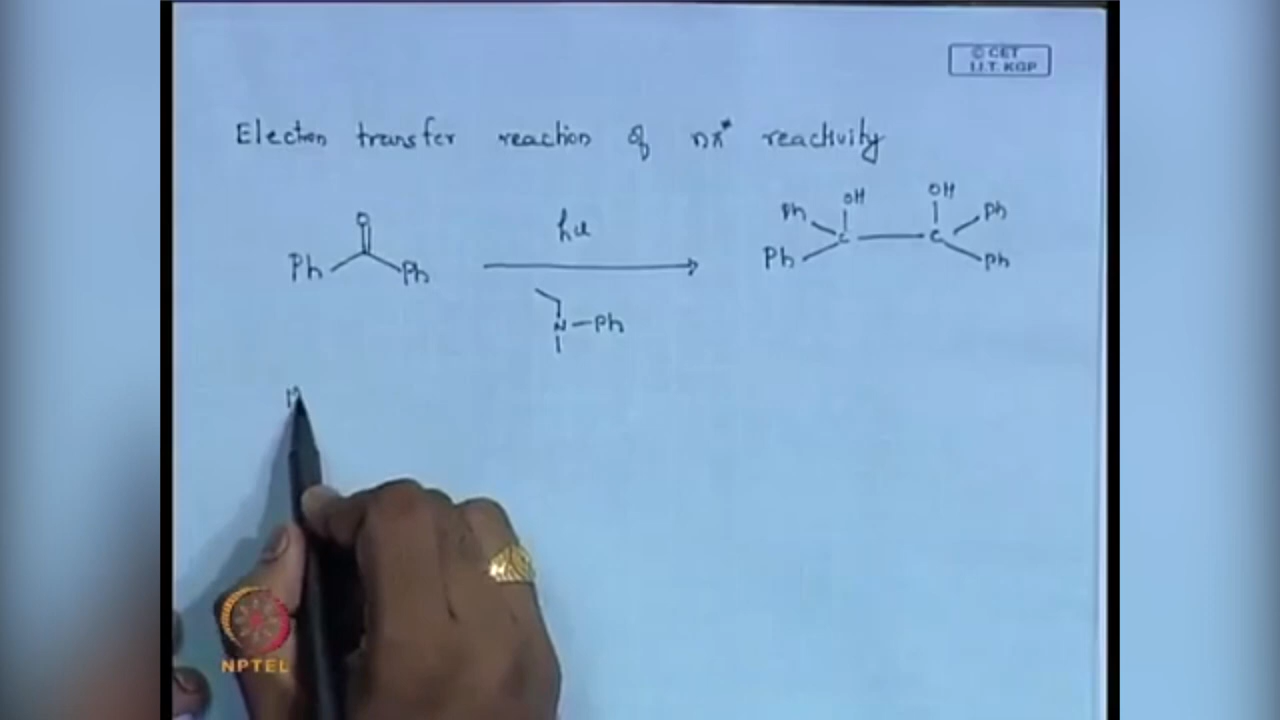 © CET
I.I.T. KGP
Electron transfer reaction of nπ* reactivity
O
Ph Ph
hν
N-Ph
Ph OH OH Ph
Ph C C Ph
M
NPTEL